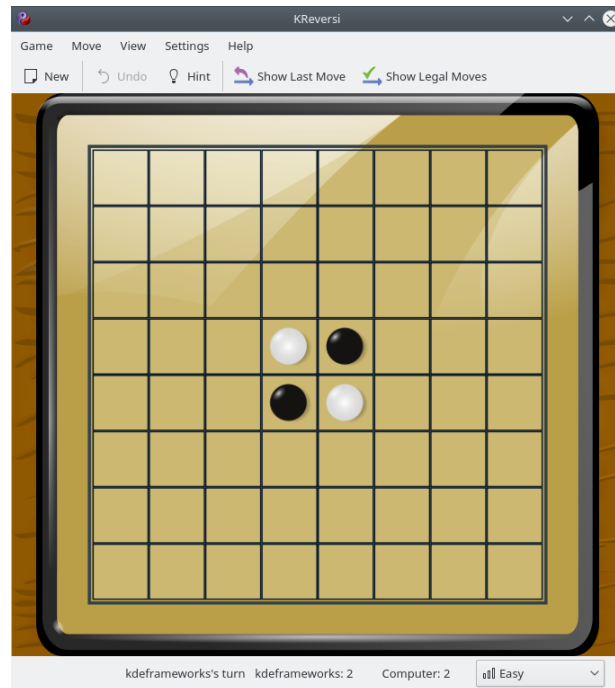 KReversi
Game Move View Settings Help
New Undo Hint Show Last Move Show Legal Moves
kdeframeworks's turn kdeframeworks: 2 Computer: 2 Easy